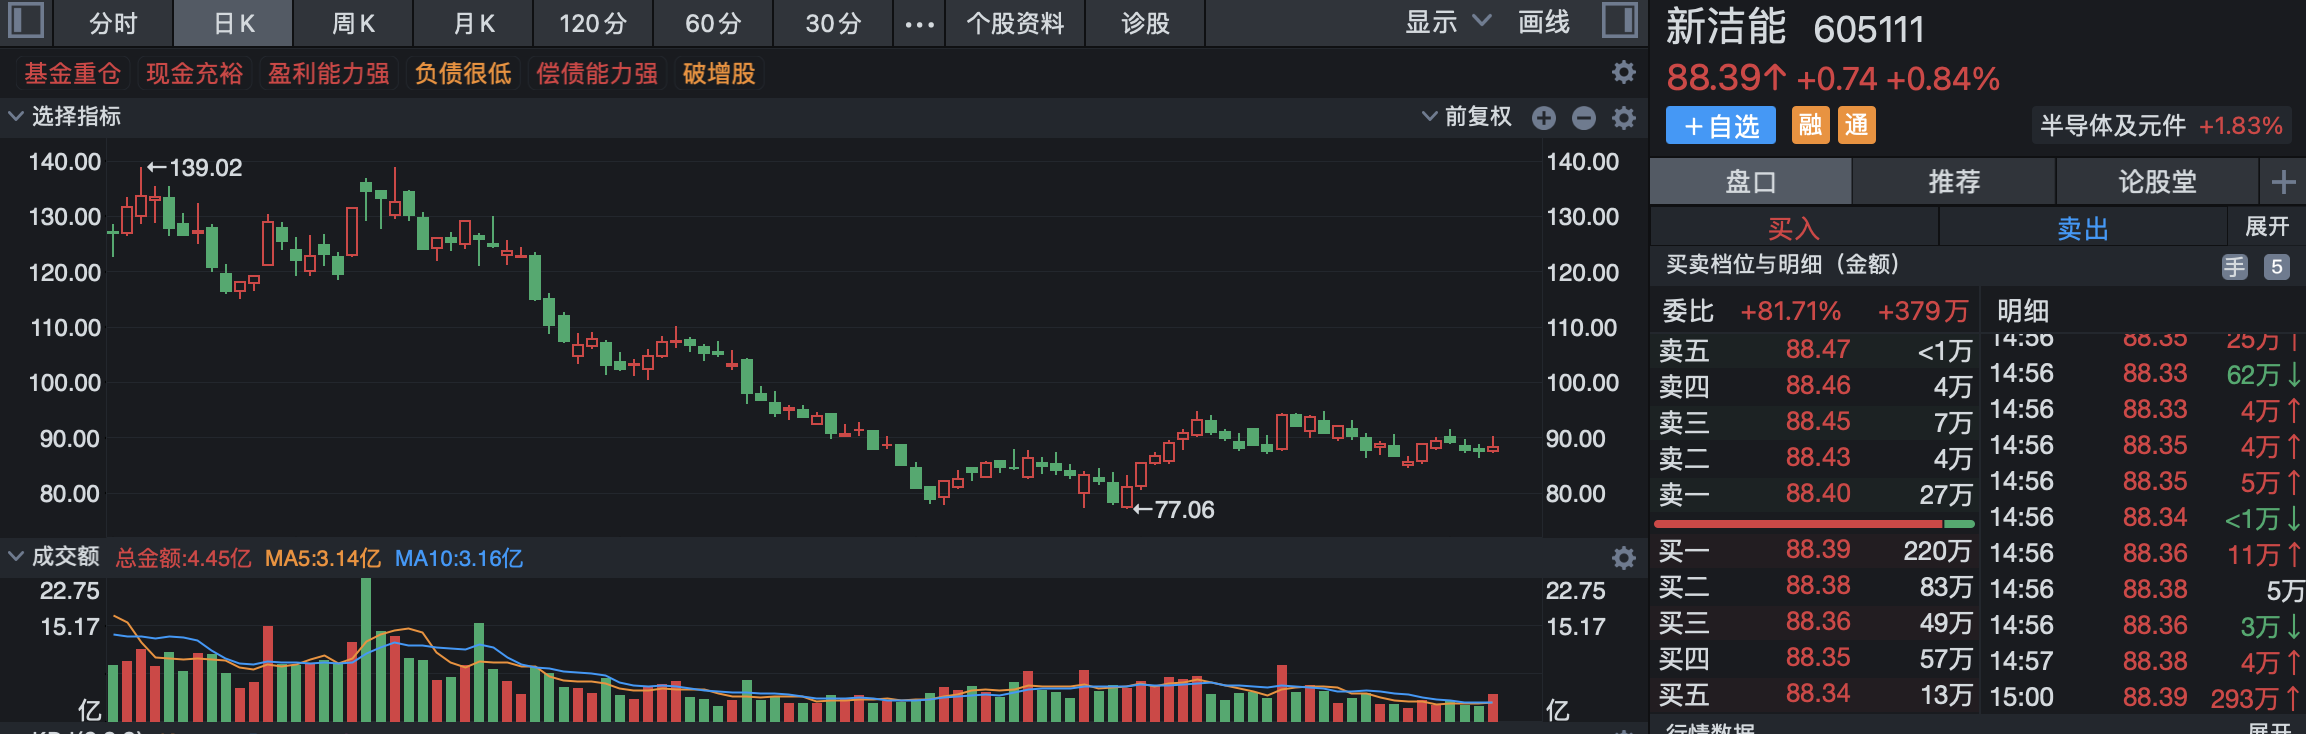 分时 日K 周K 月K 120分 60分 30分 ··· 个股资料 诊股 显示 画线
基金重仓 现金充裕 盈利能力强 负债很低 偿债能力强 破增股
选择指标 前复权
140.00 ←139.02 140.00
130.00 130.00
120.00 120.00
110.00 110.00
100.00 100.00
90.00 90.00
80.00 ←77.06 80.00
成交额 总金额:4.45亿 MA5:3.14亿 MA10:3.16亿
22.75 22.75
15.17 15.17
亿 亿
新洁能 605111
88.39↑ +0.74 +0.84%
+自选 融 通 半导体及元件 +1.83%
盘口 推荐 论股堂 +
买入 卖出 展开
买卖档位与明细（金额） 手 5
委比 +81.71% +379万 明细
卖五 88.47 <1万
卖四 88.46 4万
卖三 88.45 7万
卖二 88.43 4万
卖一 88.40 27万
买一 88.39 220万
买二 88.38 83万
买三 88.36 49万
买四 88.35 57万
买五 88.34 13万
14:56 88.35 25万↑
14:56 88.33 62万↓
14:56 88.33 4万↑
14:56 88.35 4万↑
14:56 88.35 5万↑
14:56 88.34 <1万↓
14:56 88.36 11万↑
14:56 88.38 5万
14:56 88.36 3万↓
14:57 88.38 4万↑
15:00 88.39 293万↑
行情数据 展开